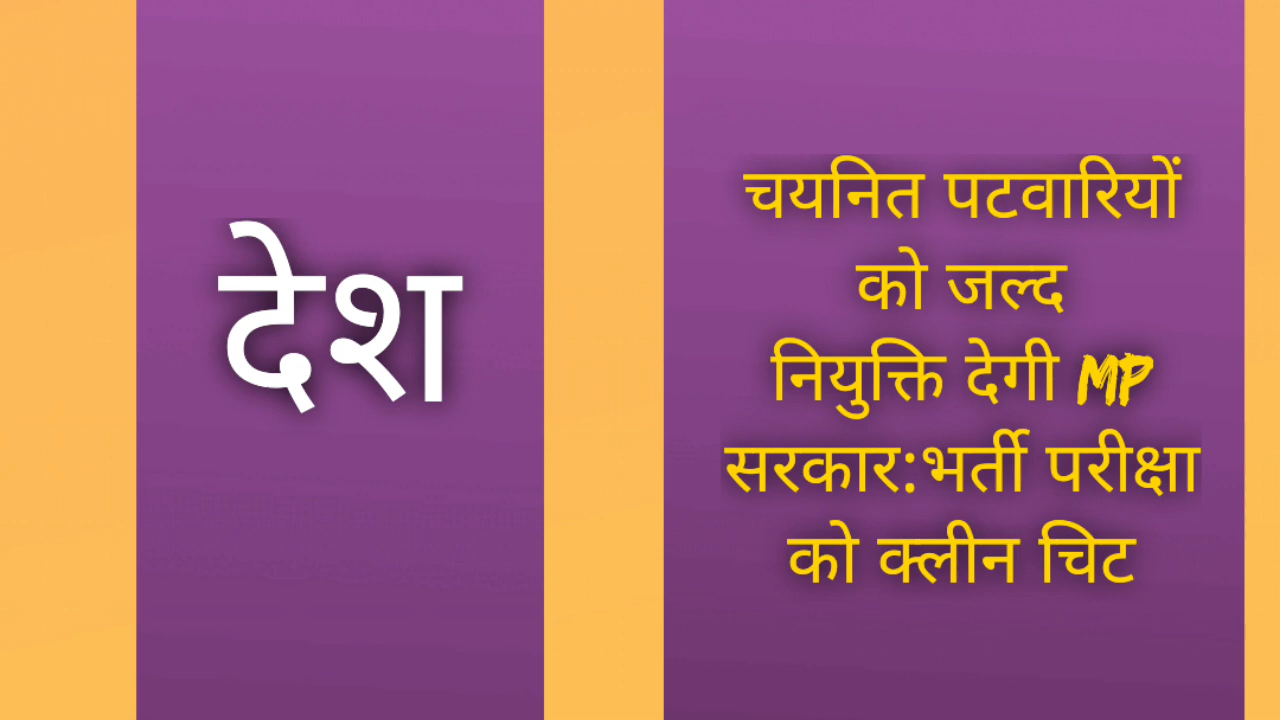 देश
चयनित पटवारियों
को जल्द
नियुक्ति देगी MP
सरकार:भर्ती परीक्षा
को क्लीन चिट